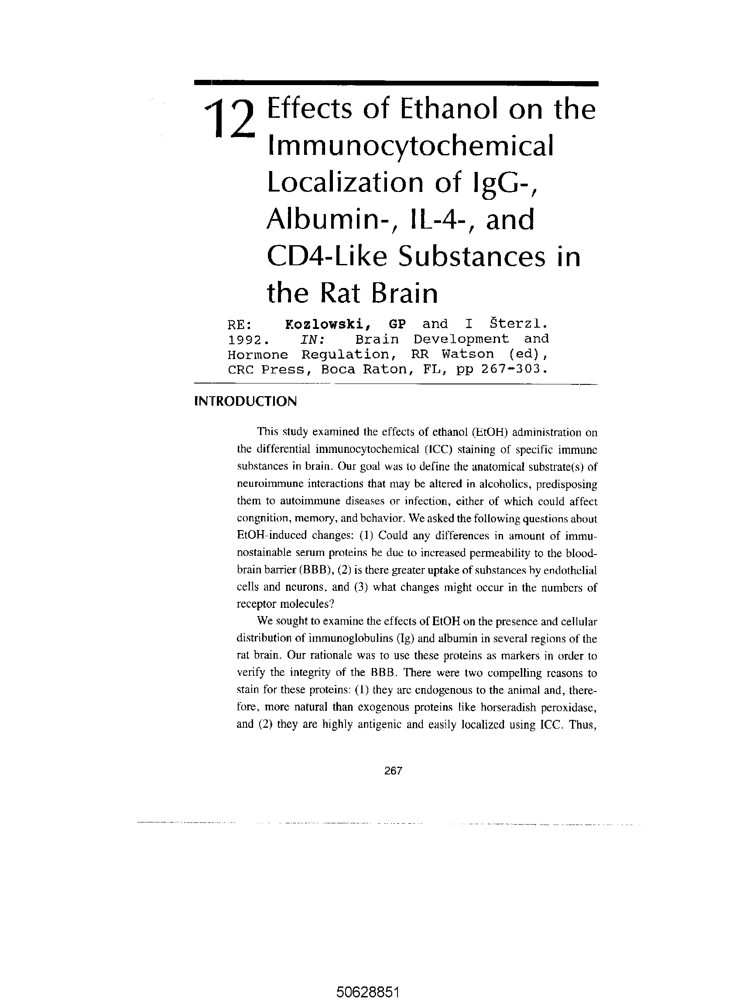 12 Effects of Ethanol on the
Immunocytochemical
Localization of IgG-,
Albumin-, IL-4-, and
CD4-Like Substances in
the Rat Brain
RE: Kozlowski, GP and I Šterzl.
1992. IN: Brain Development and
Hormone Regulation, RR Watson (ed),
CRC Press, Boca Raton, FL, pp 267-303.
INTRODUCTION
This study examined the effects of ethanol (EtOH) administration on
the differential immunocytochemical (ICC) staining of specific immune
substances in brain. Our goal was to define the anatomical substrate(s) of
neuroimmune interactions that may be altered in alcoholics, predisposing
them to autoimmune diseases or infection, either of which could affect
congnition, memory, and behavior. We asked the following questions about
EtOH-induced changes: (1) Could any differences in amount of immu-
nostainable serum proteins be due to increased permeability to the blood-
brain barrier (BBB), (2) is there greater uptake of substances by endothelial
cells and neurons, and (3) what changes might occur in the numbers of
receptor molecules?
We sought to examine the effects of EtOH on the presence and cellular
distribution of immunoglobulins (Ig) and albumin in several regions of the
rat brain. Our rationale was to use these proteins as markers in order to
verify the integrity of the BBB. There were two compelling reasons to
stain for these proteins: (1) they are endogenous to the animal and, there-
fore, more natural than exogenous proteins like horseradish peroxidase,
and (2) they are highly antigenic and easily localized using ICC. Thus,
267
50628851